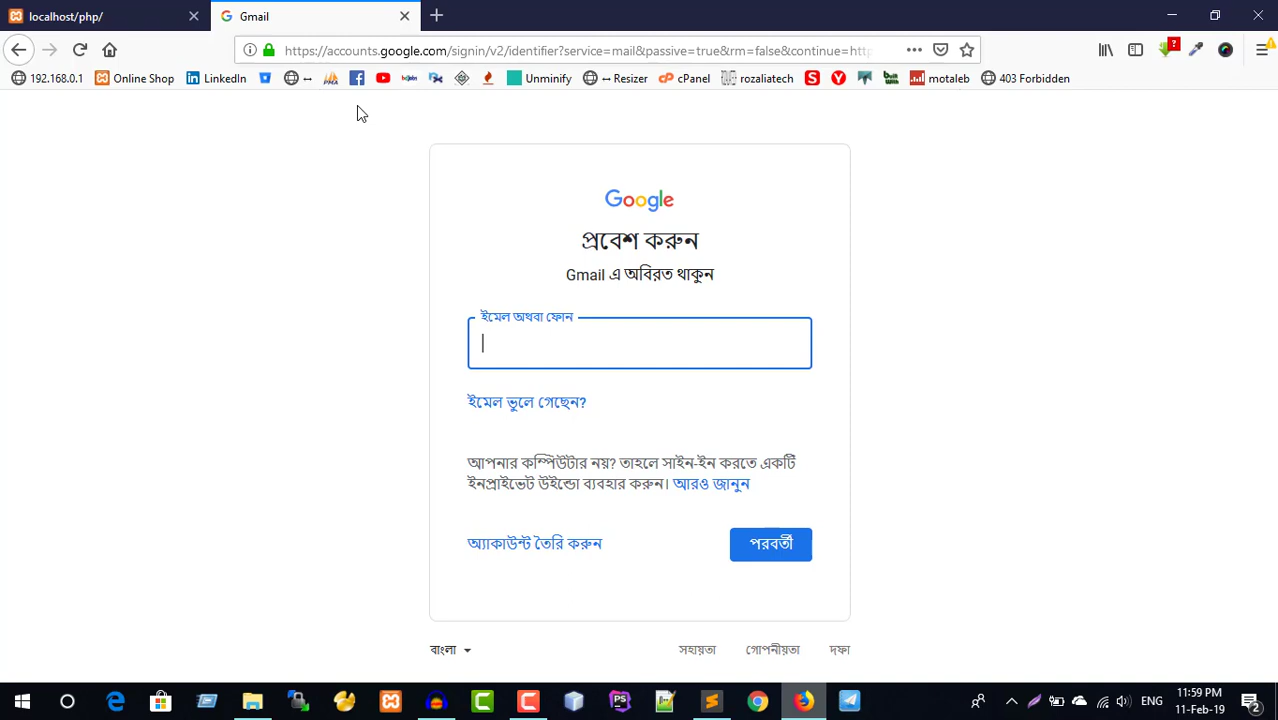 localhost/php/
Gmail
https://accounts.google.com/signin/v2/identifier?service=mail&passive=true&rm=false&continue=http
192.168.0.1 Online Shop LinkedIn Unminify Resizer cPanel rozaliatech motaleb 403 Forbidden
Google
প্রবেশ করুন
Gmail এ অবিরত থাকুন
ইমেল অথবা ফোন
ইমেল ভুলে গেছেন?
আপনার কম্পিউটার নয়? তাহলে সাইন-ইন করতে একটি
ইনপ্রাইভেট উইন্ডো ব্যবহার করুন। আরও জানুন
অ্যাকাউন্ট তৈরি করুন
পরবর্তী
বাংলা
সহায়তা গোপনীয়তা দফা
ENG
11:59 PM
11-Feb-19
2